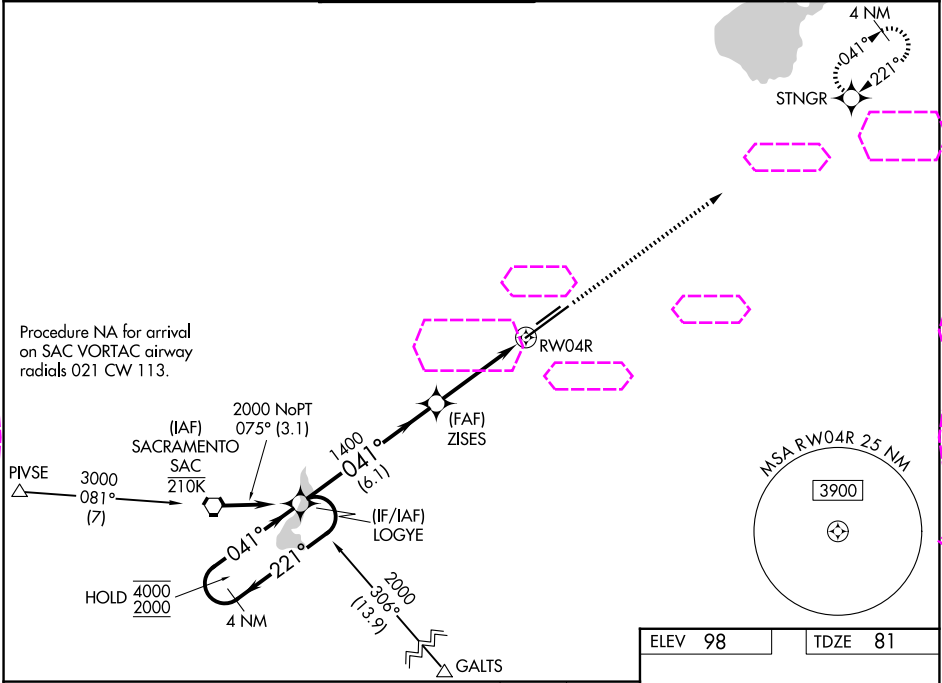 4 NM
041°
221°
STNGR
RW04R
Procedure NA for arrival
on SAC VORTAC airway
radials 021 CW 113.
(FAF)
ZISES
2000 NoPT
075° (3.1)
(IAF)
SACRAMENTO
SAC
210K
1400
041°
(6.1)
PIVSE
3000
081°
(7)
(IF/IAF)
LOGYE
041°
221°
HOLD 4000
2000
4 NM
2000
306°
(13.9)
GALTS
MSA RW04R 25 NM
3900
ELEV 98
TDZE 81